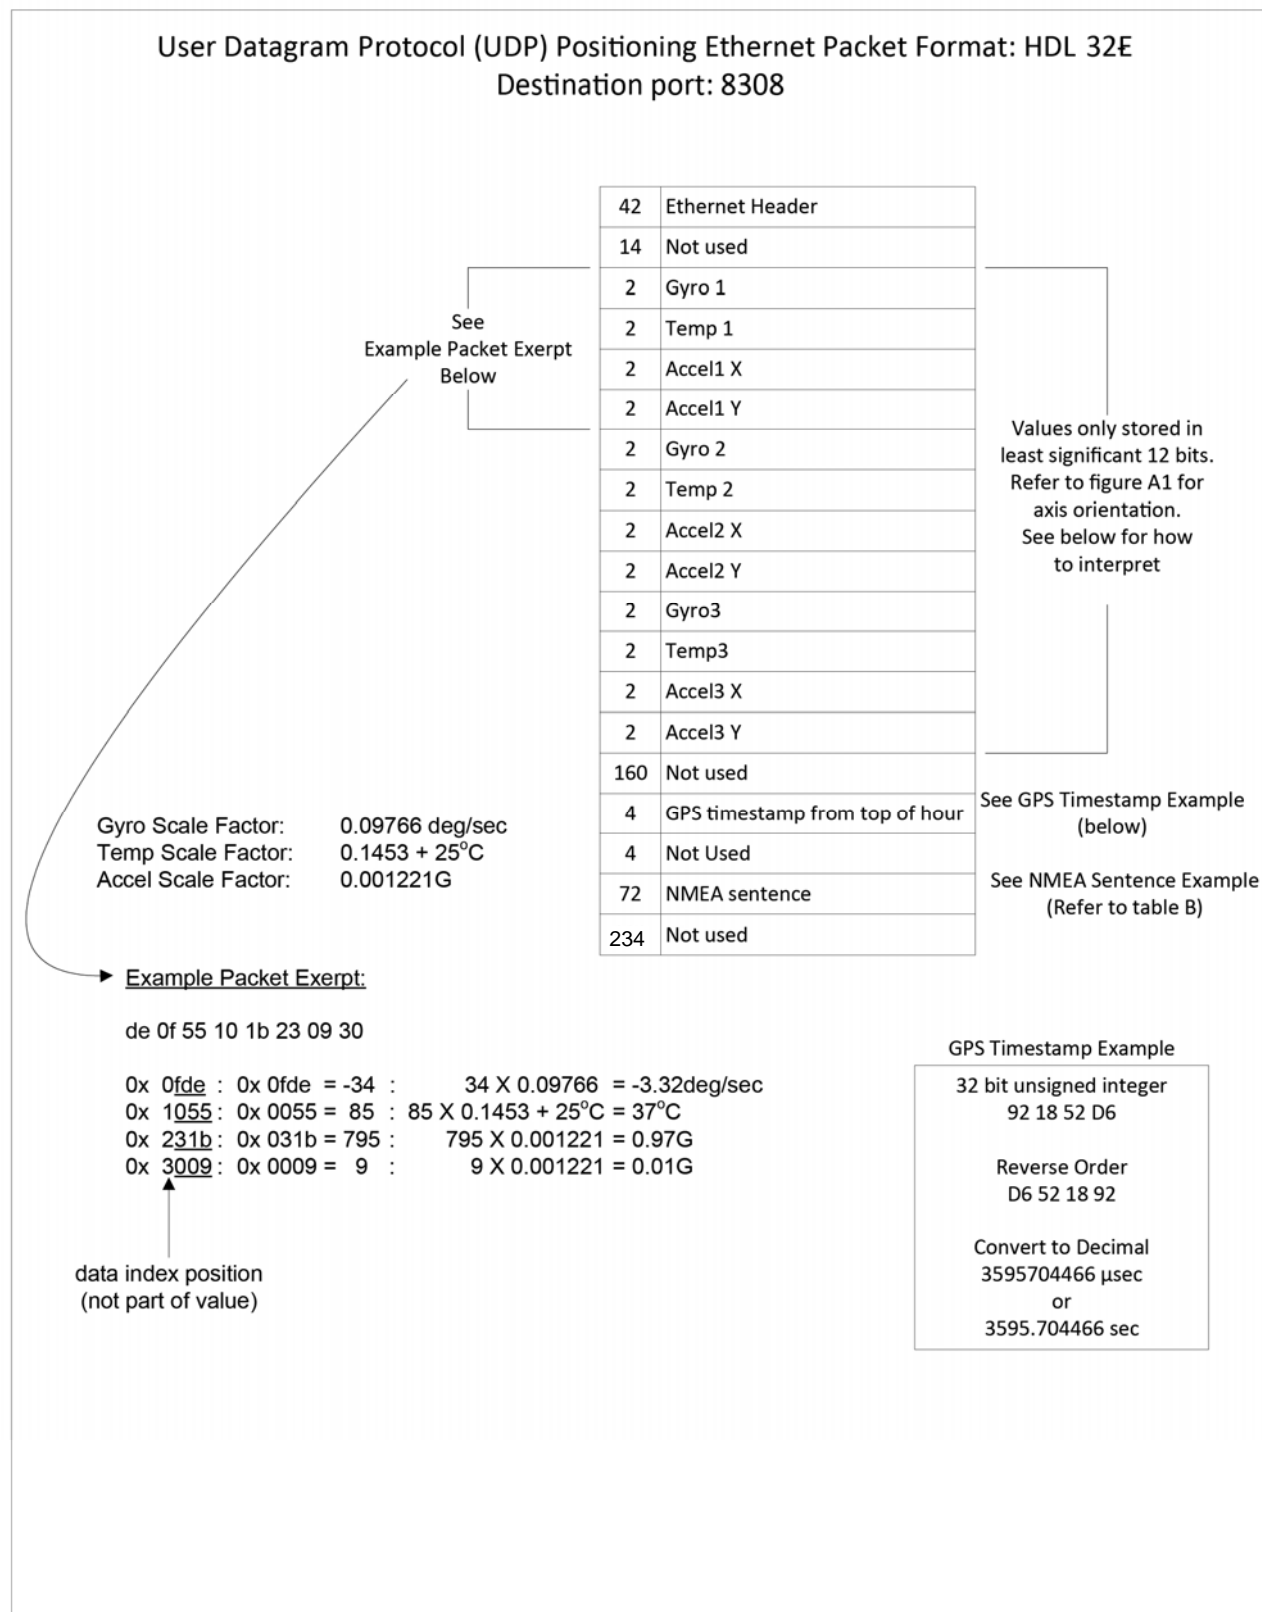 User Datagram Protocol (UDP) Positioning Ethernet Packet Format: HDL 32E
Destination port: 8308
42 Ethernet Header
14 Not used
2 Gyro 1
2 Temp 1
2 Accel1 X
2 Accel1 Y
2 Gyro 2
2 Temp 2
2 Accel2 X
2 Accel2 Y
2 Gyro3
2 Temp3
2 Accel3 X
2 Accel3 Y
160 Not used
4 GPS timestamp from top of hour
4 Not Used
72 NMEA sentence
234 Not used
See
Example Packet Exerpt
Below
Values only stored in
least significant 12 bits.
Refer to figure A1 for
axis orientation.
See below for how
to interpret
See GPS Timestamp Example
(below)
See NMEA Sentence Example
(Refer to table B)
Gyro Scale Factor: 0.09766 deg/sec
Temp Scale Factor: 0.1453 + 25°C
Accel Scale Factor: 0.001221G
Example Packet Exerpt:
de 0f 55 10 1b 23 09 30
0x 0fde : 0x 0fde = -34 : 34 X 0.09766 = -3.32deg/sec
0x 1055 : 0x 0055 = 85 : 85 X 0.1453 + 25°C = 37°C
0x 231b : 0x 031b = 795 : 795 X 0.001221 = 0.97G
0x 3009 : 0x 0009 = 9 : 9 X 0.001221 = 0.01G
data index position
(not part of value)
GPS Timestamp Example
32 bit unsigned integer
92 18 52 D6
Reverse Order
D6 52 18 92
Convert to Decimal
3595704466 µsec
or
3595.704466 sec